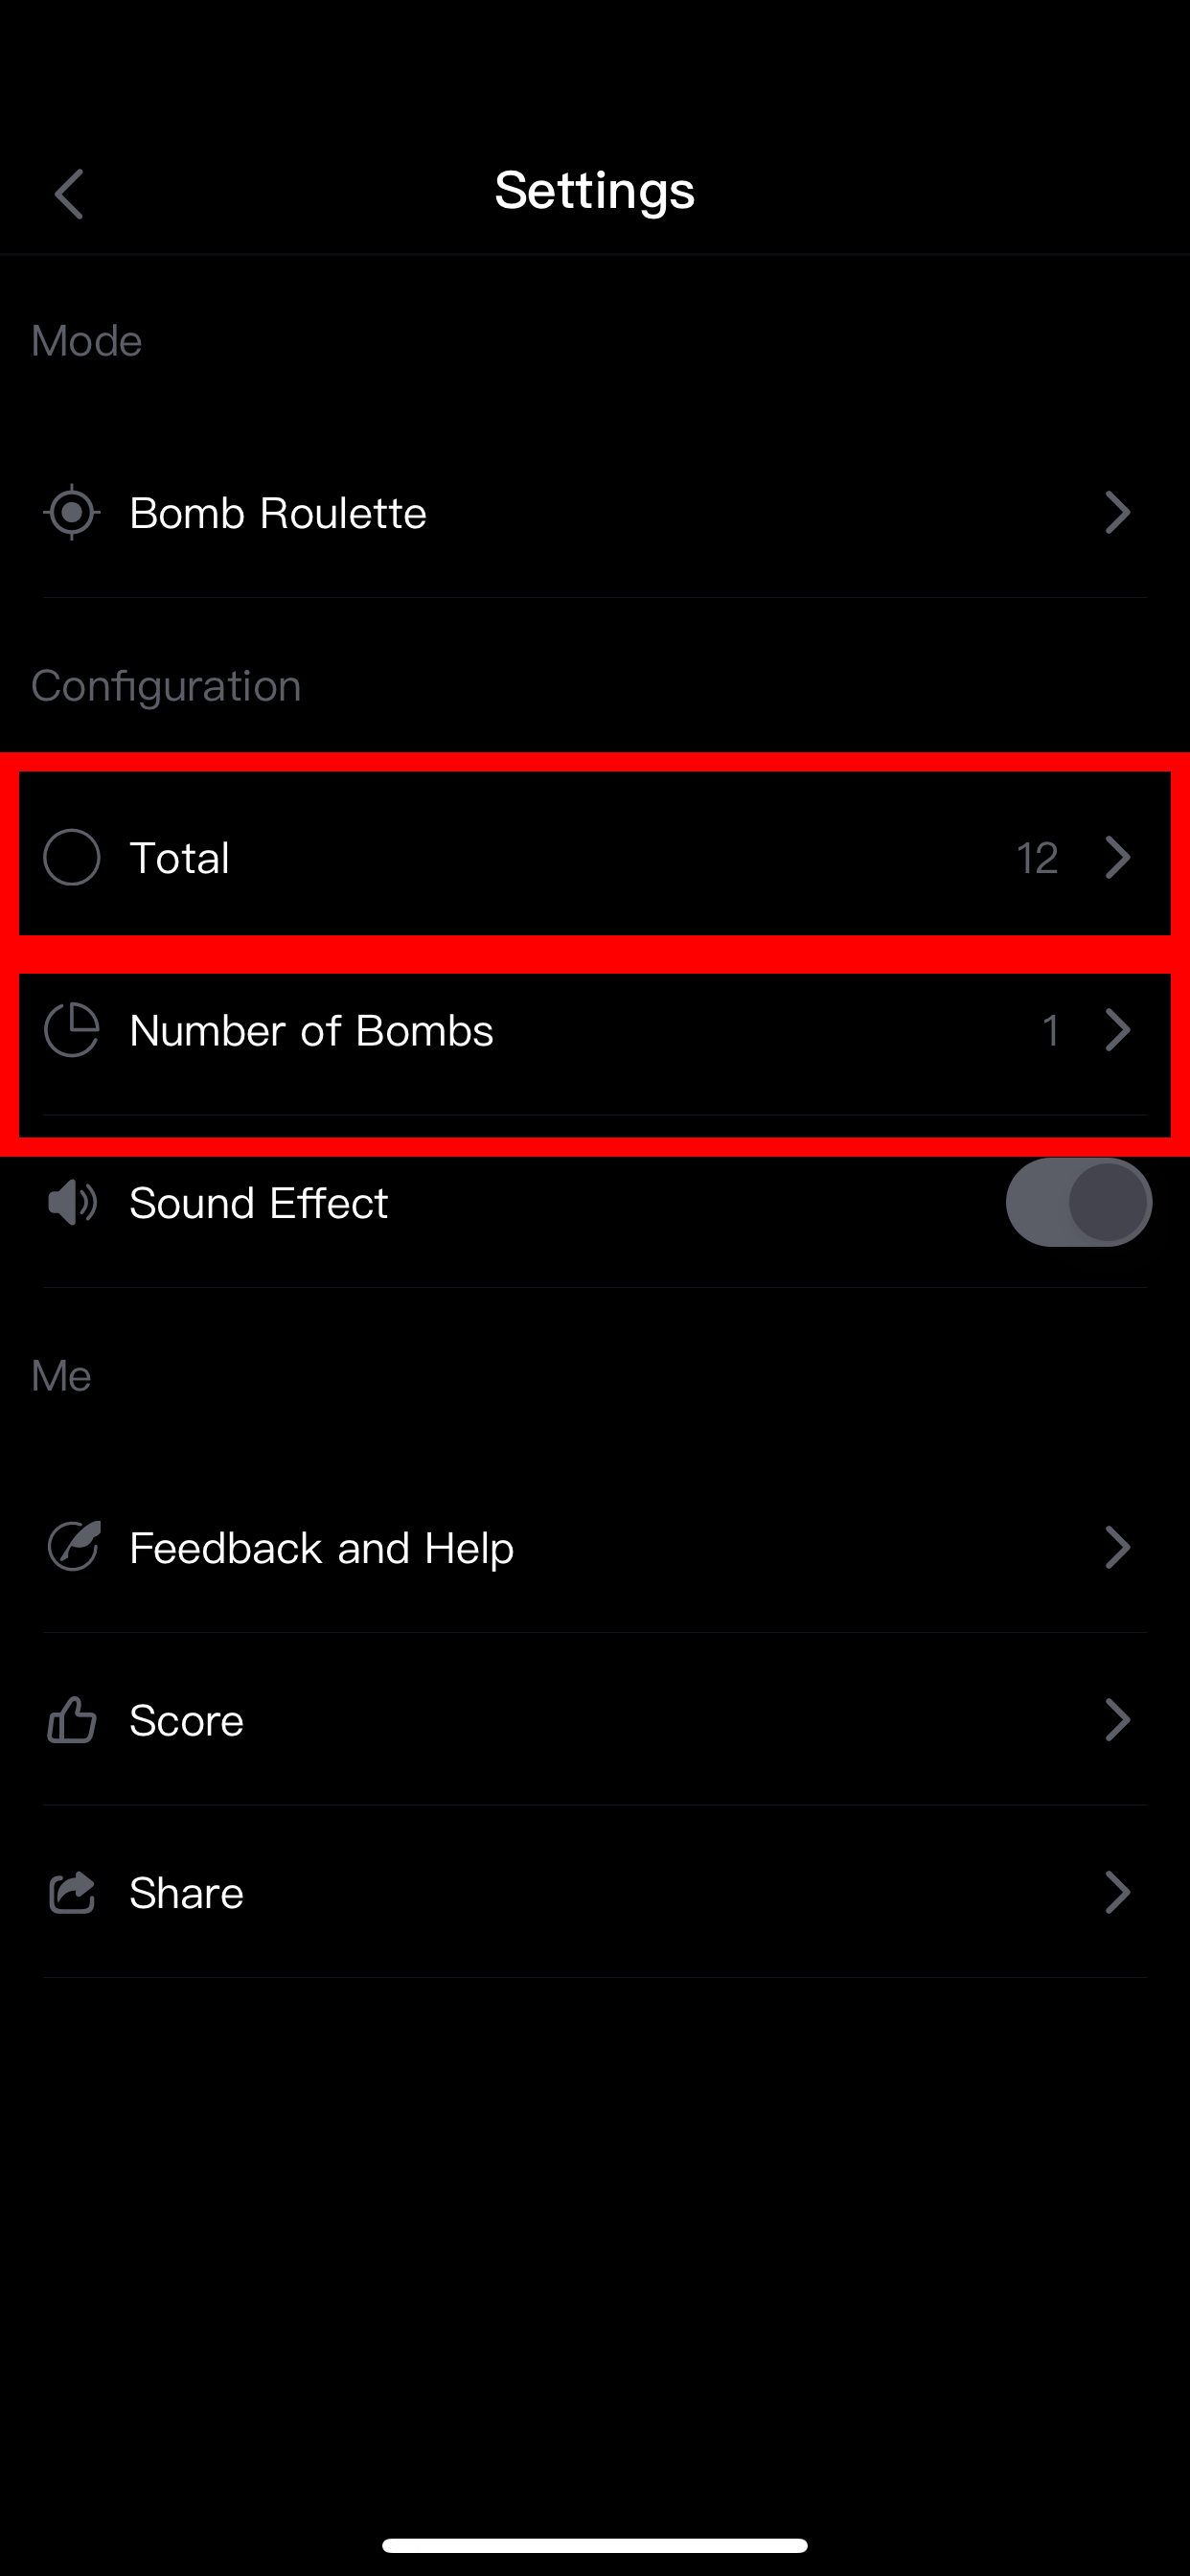 Settings
Mode
Bomb Roulette
Configuration
Total 12
Number of Bombs 1
Sound Effect
Me
Feedback and Help
Score
Share